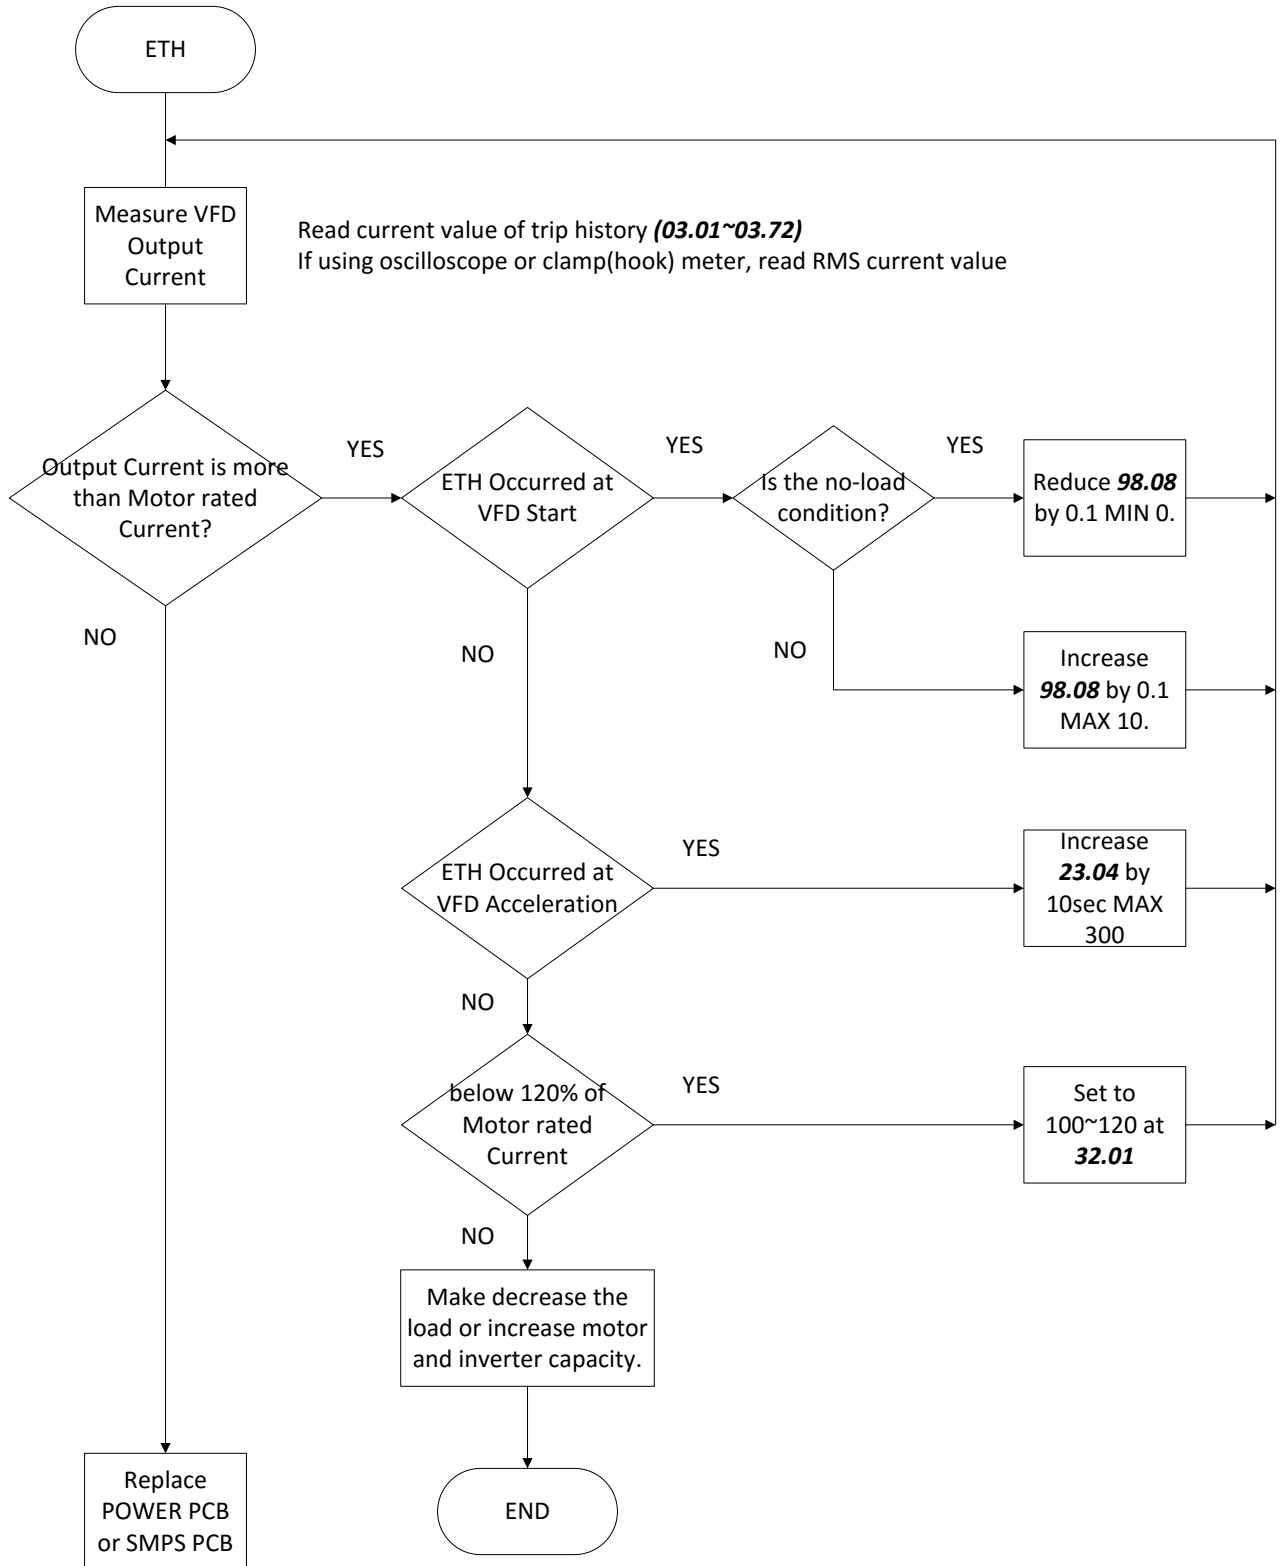 ETH
Measure VFD
Output
Current
Read current value of trip history (03.01~03.72)
If using oscilloscope or clamp(hook) meter, read RMS current value
Output Current is more
than Motor rated
Current?
YES
ETH Occurred at
VFD Start
YES
Is the no-load
condition?
YES
Reduce 98.08
by 0.1 MIN 0.
NO
NO
NO
Increase
98.08 by 0.1
MAX 10.
ETH Occurred at
VFD Acceleration
YES
Increase
23.04 by
10sec MAX
300
NO
below 120% of
Motor rated
Current
YES
Set to
100~120 at
32.01
NO
Make decrease the
load or increase motor
and inverter capacity.
Replace
POWER PCB
or SMPS PCB
END